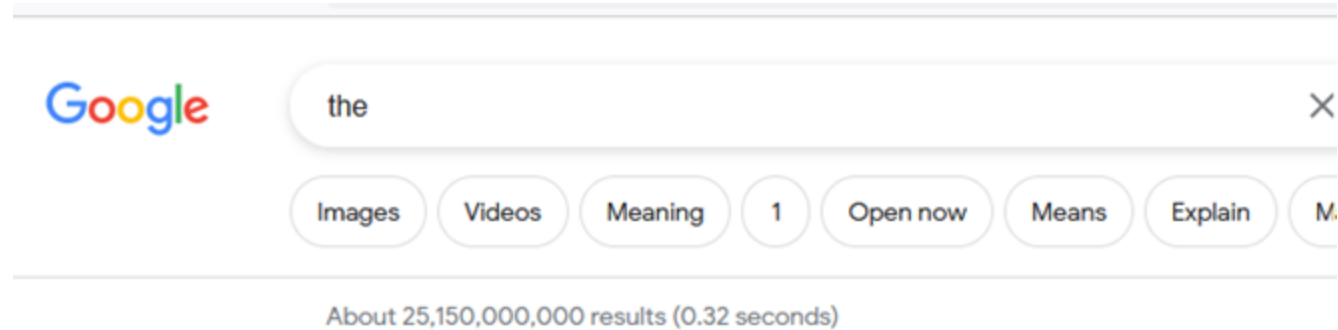 Google the
Images Videos Meaning 1 Open now Means Explain
About 25,150,000,000 results (0.32 seconds)